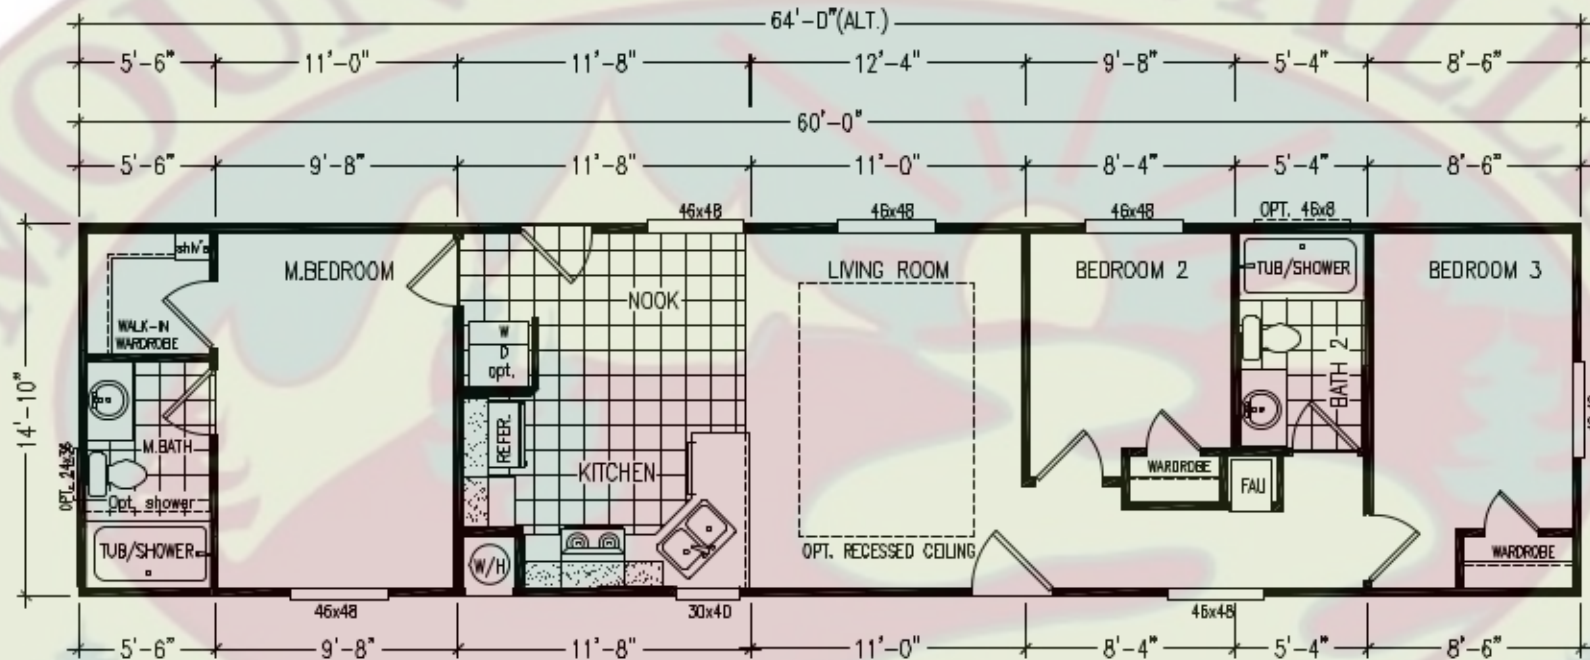 64'-0"(ALT.)
5'-6" 11'-0" 11'-8" 12'-4" 9'-8" 5'-4" 8'-6"
60'-0"
5'-6" 9'-8" 11'-8" 11'-0" 8'-4" 5'-4" 8'-6"
46x48 46x48 46x48 OPT. 46x8
shlv's
M.BEDROOM
NOOK
LIVING ROOM
BEDROOM 2
TUB/SHOWER
BEDROOM 3
WALK-IN
WARDROBE
W
D
opt.
14'-10"
BATH 2
M.BATH
REFER.
KITCHEN
WARDROBE
FAU
OPT. 24x36
Opt. shower
TUB/SHOWER
W/H
OPT. RECESSED CEILING
WARDROBE
46x48 30x40 46x48
5'-6" 9'-8" 11'-8" 11'-0" 8'-4" 5'-4" 8'-6"